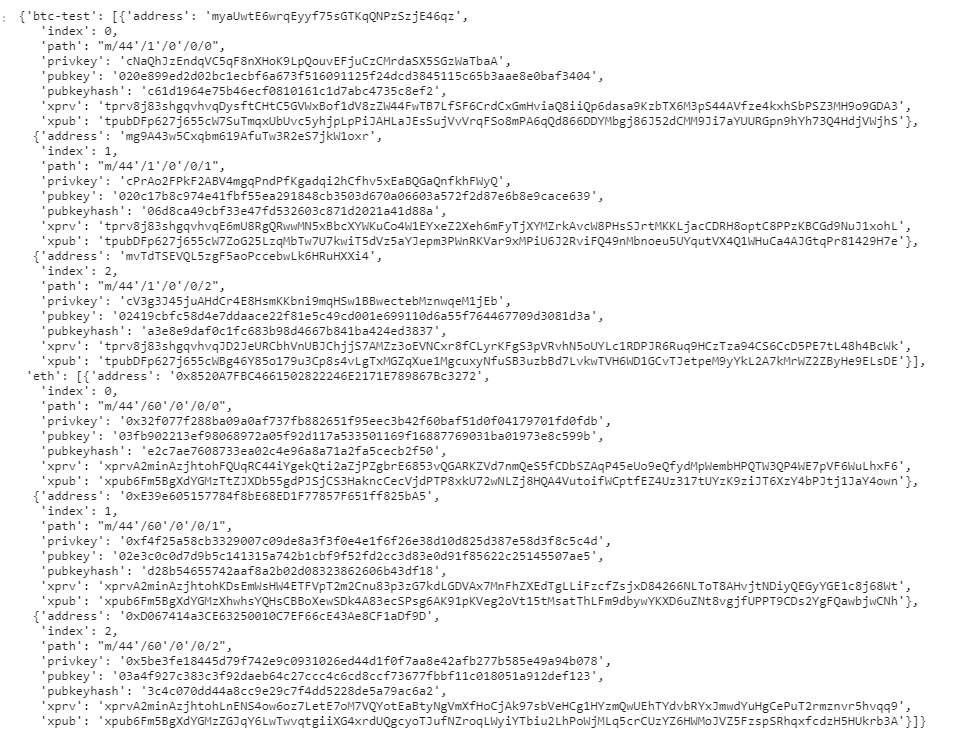 {'btc-test': [{'address': 'myaUwtE6wrqEyyf75sGTKqQNPzSzjE46qz',
'index': 0,
'path': "m/44'/1'/0'/0/0",
'privkey': 'cNaQhJzEndqVC5qF8nXHoK9LpQouvEFjuCzCMrdaSX5SGzWaTbaA',
'pubkey': '020e899ed2d02bc1ecbf6a673f516091125f24dcd3845115c65b3aae8e0baf3404',
'pubkeyhash': 'c61d1964e75b46ecf0810161c1d7abc4735c8ef2',
'xprv': 'tprv8j83shgqvhvqDysftCHtC5GVWxBof1dV8zZW44FwTB7LfSF6CrdCxGmHviaQ8iiQp6dasa9KzbTX6M3pS44AVfze4kxhSbPSZ3MH9o9GDA3',
'xpub': 'tpubDFp627j655cW7SuTmqxUbUvc5yhjpLpPiJAHLaJEsSujVvVrqFSo8mPA6qQd866DDYMbgj86J52dCMM9Ji7aYUURGpn9hYh73Q4HdjVWjhS'},
{'address': 'mg9A43w5Cxqbm619AfuTw3R2eS7jkW1oxr',
'index': 1,
'path': "m/44'/1'/0'/0/1",
'privkey': 'cPrAo2FPkF2ABV4mgqPndPfKgadqi2hCfhv5xEaBQGaQnfkhFWyQ',
'pubkey': '020c17b8c974e41fbf55ea291848cb3503d670a06603a572f2d87e6b8e9cace639',
'pubkeyhash': '06d8ca49cbf33e47fd532603c871d2021a41d88a',
'xprv': 'tprv8j83shgqvhvqE6mU8RgQRwwMN5xBbcXYWKuCo4W1EYxeZ2Xeh6mFyTjXYMZrkAvcW8PHsSJrtMKKLjacCDRH8optC8PPzKBCGd9NuJ1xohL',
'xpub': 'tpubDFp627j655cW7ZoG25LzqMbTw7U7kwiT5dVz5aYJepm3PWnRKVar9xMPiU6J2RviFQ49nMbnoeu5UYqutVX4Q1WHuCa4AJGtqPr81429H7e'},
{'address': 'mvTdTSEVQL5zgF5aoPccebwLk6HRuHXXi4',
'index': 2,
'path': "m/44'/1'/0'/0/2",
'privkey': 'cV3g3J45juAHdCr4E8HsmKKbni9mqHSw1BBwectebMznwqeM1jEb',
'pubkey': '02419cbfc58d4e7ddaace22f81e5c49cd001e699110d6a55f764467709d3081d3a',
'pubkeyhash': 'a3e8e9daf0c1fc683b98d4667b841ba424ed3837',
'xprv': 'tprv8j83shgqvhvqJD2JeURCbhVnUBJChjjS7AMZz3oEVNCxr8fCLyrKFgS3pVRvhN5oUYLc1RDPJR6Ruq9HCzTza94CS6CcD5PE7tL48h4BcWk',
'xpub': 'tpubDFp627j655cWBg46Y85o179u3Cp8s4vLgTxMGZqXue1MgcuxyNfuSB3uzbBd7LvkwTVH6WD1GCvTJetpeM9yYkL2A7kMrWZ2ZByHe9ELsDE'}],
'eth': [{'address': '0x8520A7FBC4661502822246E2171E789867Bc3272',
'index': 0,
'path': "m/44'/60'/0'/0/0",
'privkey': '0x32f077f288ba09a0af737fb882651f95eec3b42f60baf51d0f04179701fd0fdb',
'pubkey': '03fb902213ef98068972a05f92d117a533501169f16887769031ba01973e8c599b',
'pubkeyhash': 'e2c7ae7608733ea02c4e96a8a71a2fa5cecb2f50',
'xprv': 'xprvA2minAzjhtohFQUqRC44iYgekQti2aZjPZgbrE6853vQGARKZVd7nmQeS5fCDbSZAqP45eUo9eQfydMpWembHPQTW3QP4WE7pVF6WuLhxF6',
'xpub': 'xpub6Fm5BgXdYGMzTtZJXDb55gdPJSjCS3HakncCecVjdPTP8xkU72wNLZj8HQA4VutoifWCptfEZ4Uz317tUYzK9ziJT6XzY4bPJtj1JaY4own'},
{'address': '0xE39e605157784f8bE68ED1F77857F651ff825bA5',
'index': 1,
'path': "m/44'/60'/0'/0/1",
'privkey': '0xf4f25a58cb3329007c09de8a3f3f0e4e1f6f26e38d10d825d387e58d3f8c5c4d',
'pubkey': '02e3c0c0d7d9b5c141315a742b1cbf9f52fd2cc3d83e0d91f85622c25145507ae5',
'pubkeyhash': 'd28b54655742aaf8a2b02d08323862606b43df18',
'xprv': 'xprvA2minAzjhtohKDsEmWsHW4ETFVpT2m2Cnu83p3zG7kdLGDVAx7MnFhZXEdTgLLiFzcfZsjxD84266NLToT8AHvjtNDiyQEGyYGE1c8j68Wt',
'xpub': 'xpub6Fm5BgXdYGMzXhwhsYQHsCBBoXewSDk4A83ecSPsg6AK91pKVeg2oVt15tMsatThLFm9dbywYKXD6uZNt8vgjfUPPT9CDs2YgFQawbjwCNh'},
{'address': '0xD067414a3CE63250010C7EF66cE43Ae8CF1aDf9D',
'index': 2,
'path': "m/44'/60'/0'/0/2",
'privkey': '0x5be3fe18445d79f742e9c0931026ed44d1f0f7aa8e42afb277b585e49a94b078',
'pubkey': '03a4f927c383c3f92daeb64c27ccc4c6cd8ccf73677fbbf11c018051a912def123',
'pubkeyhash': '3c4c070dd44a8cc9e29c7f4dd5228de5a79ac6a2',
'xprv': 'xprvA2minAzjhtohLnENS4ow6oz7LetE7oM7VQYotEaBtyNgVmXfHoCjAk97sbVeHCg1HYzmQwUEhTYdvbRYxJmwdYuHgCePuT2rmznvr5hvqq9',
'xpub': 'xpub6Fm5BgXdYGMzZGJqY6LwTwvqtgiiXG4xrdUQgcyoTJufNZroqLWyiYTbiu2LhPoWjMLq5crCUzYZ6HWMoJVZ5FzspSRhqxfcdzH5HUkrb3A'}]}